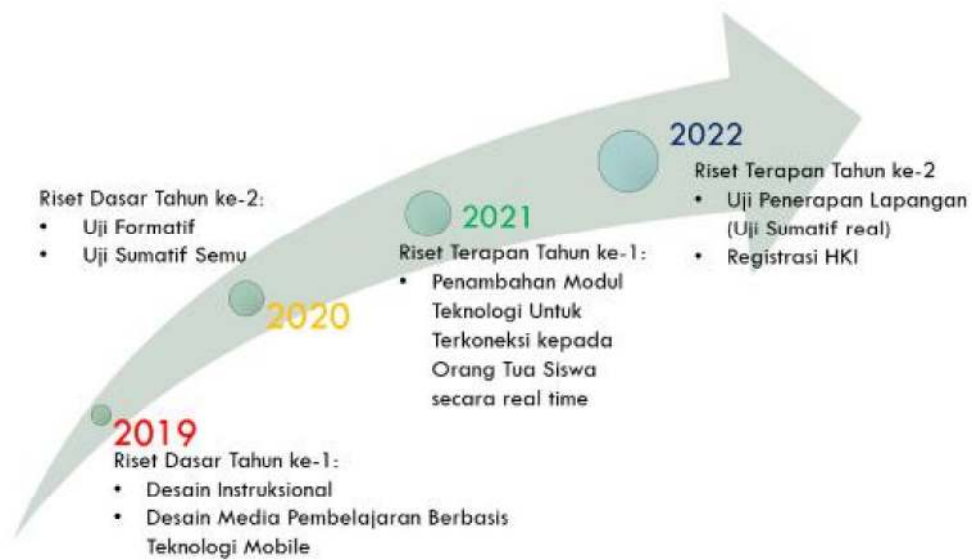 2022
Riset Terapan Tahun ke-2
• Uji Penerapan Lapangan
(Uji Sumatif real)
• Registrasi HKI
Riset Dasar Tahun ke-2:
• Uji Formatif
• Uji Sumatif Semu
2021
Riset Terapan Tahun ke-1:
• Penambahan Modul
Teknologi Untuk
Terkoneksi kepada
Orang Tua Siswa
secara real time
2020
2019
Riset Dasar Tahun ke-1:
• Desain Instruksional
• Desain Media Pembelajaran Berbasis
Teknologi Mobile